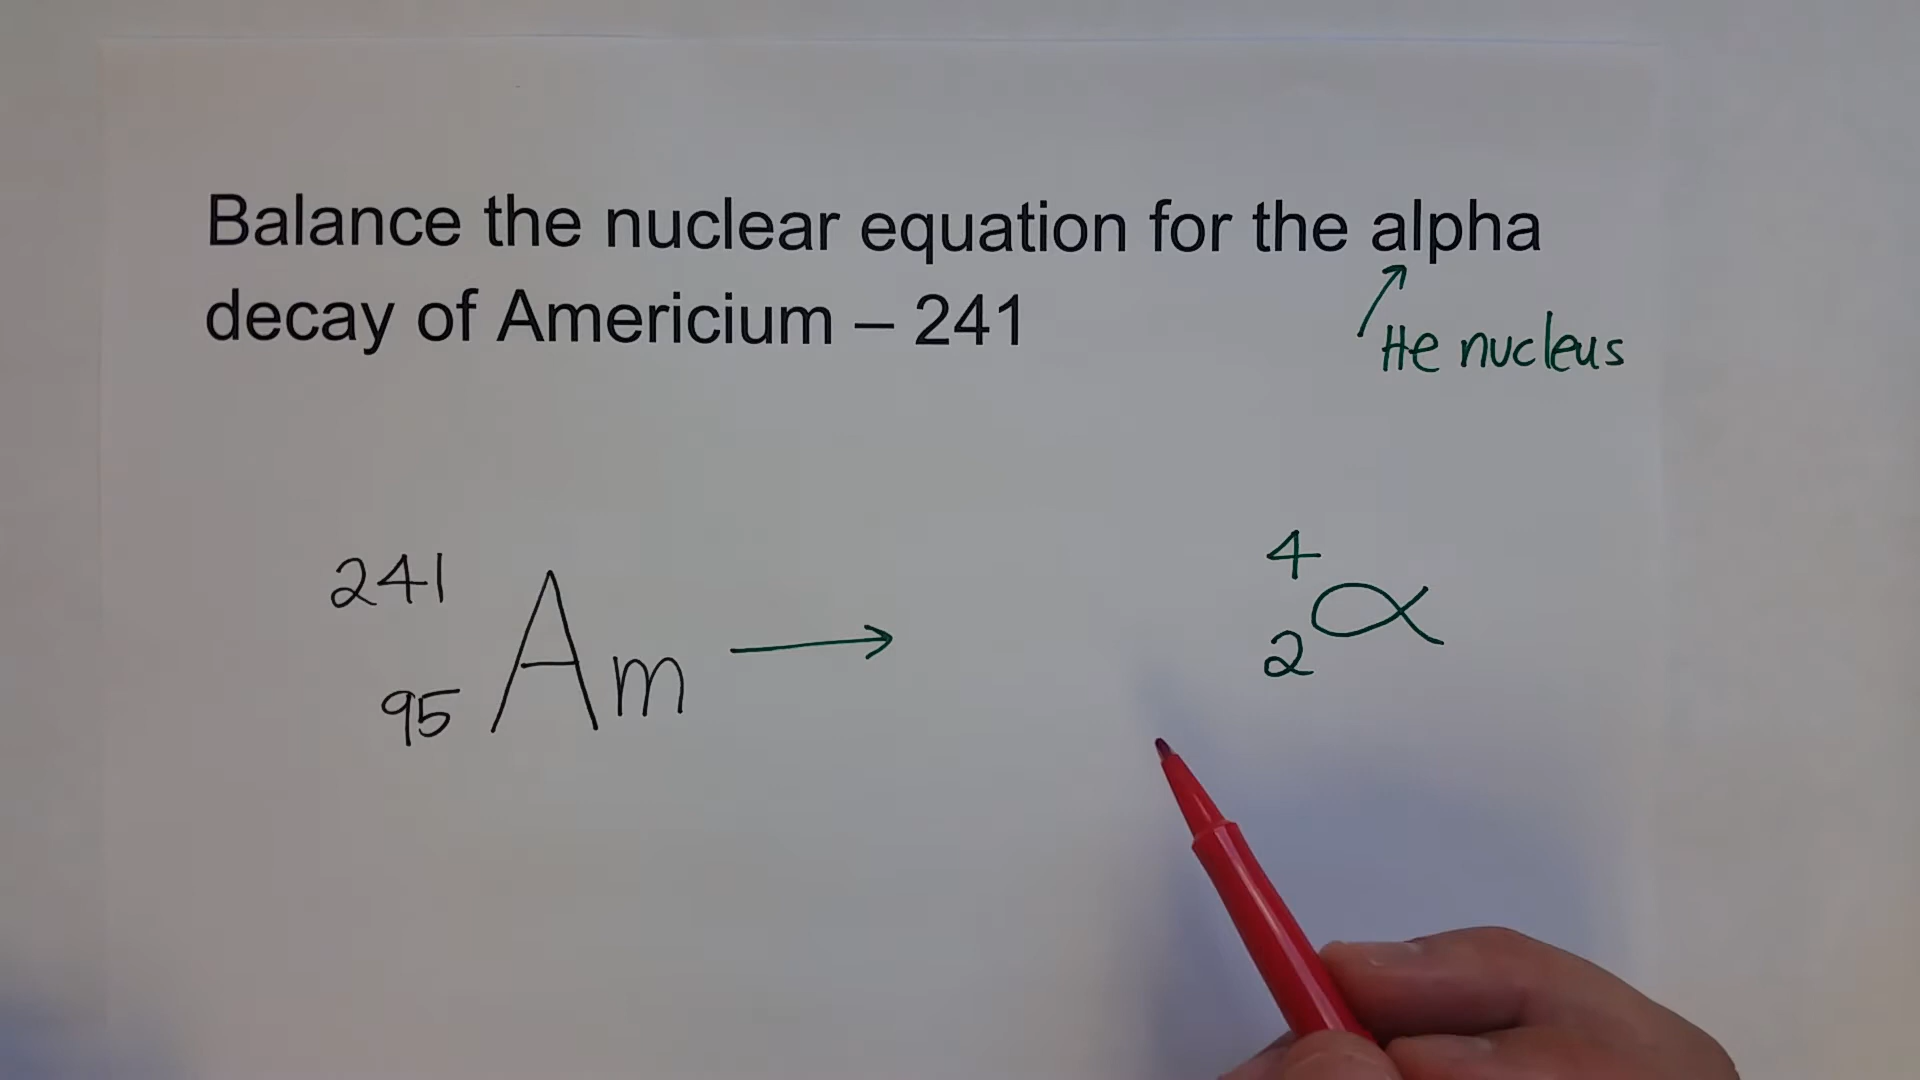 Balance the nuclear equation for the alpha
decay of Americium – 241
He nucleus
241
95
Am →
4
2
α